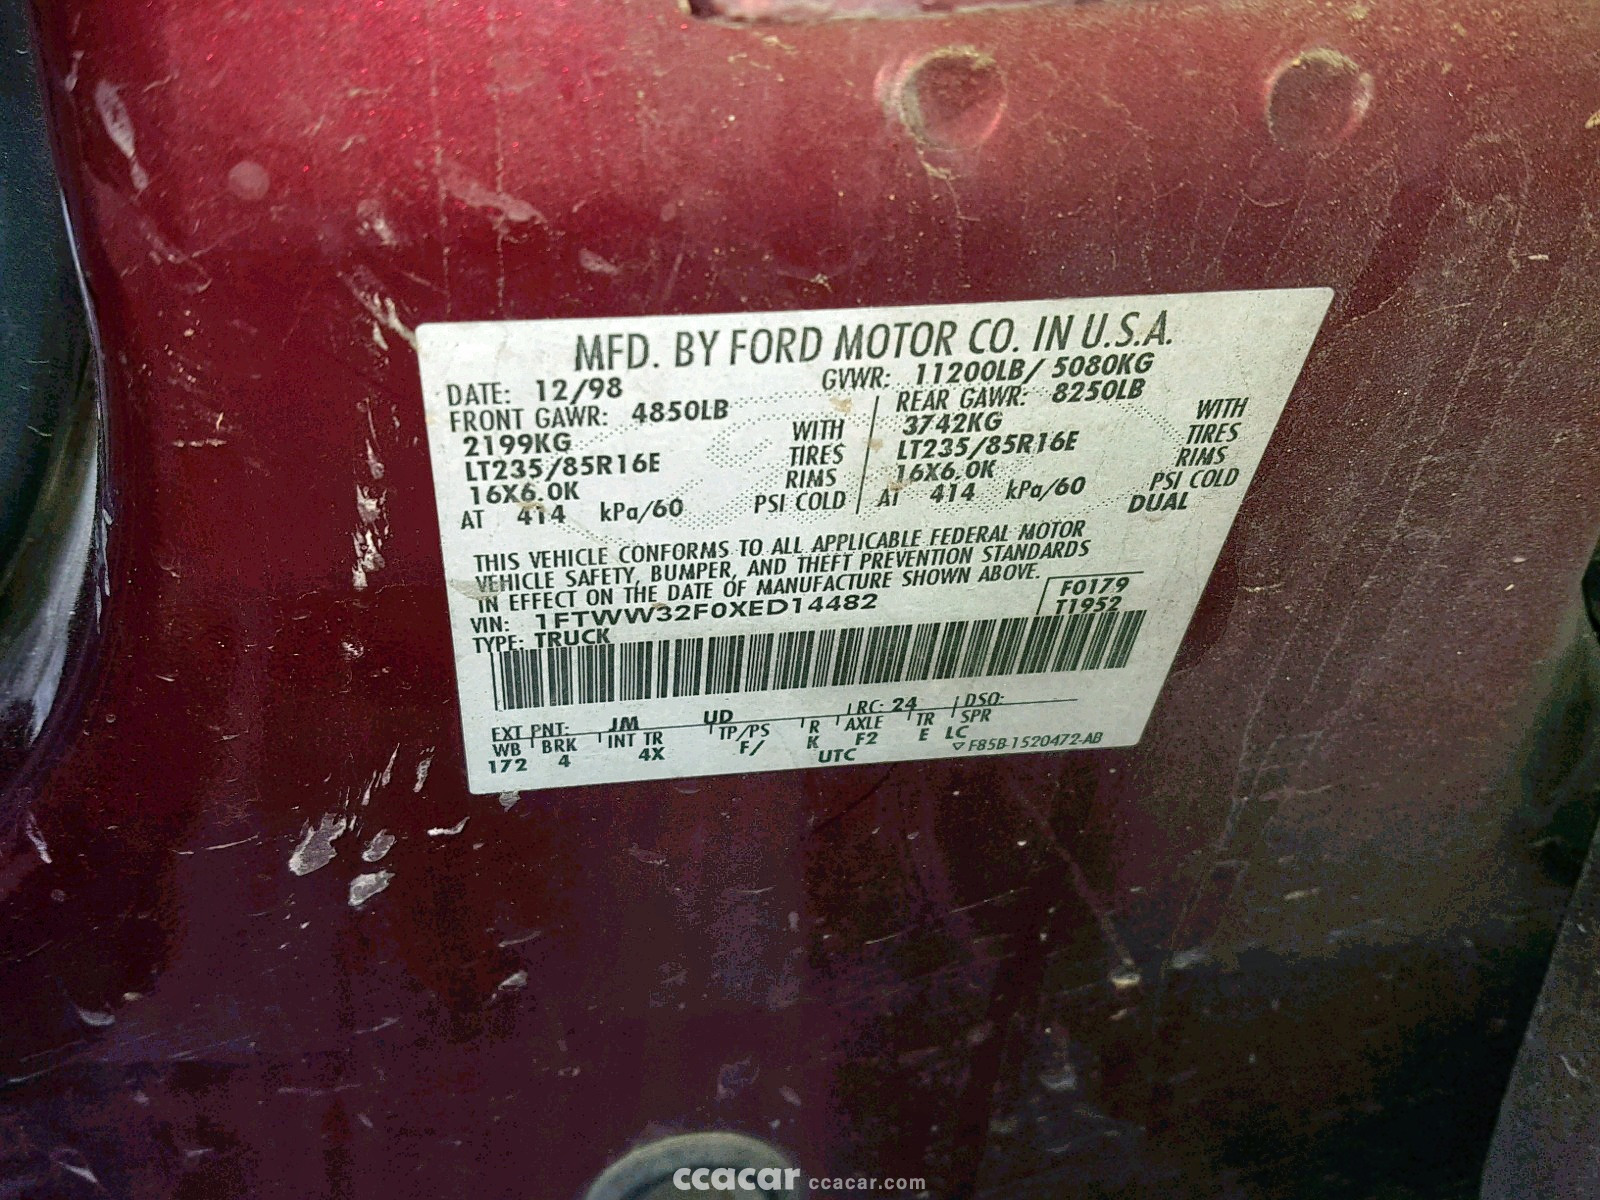 MFD. BY FORD MOTOR CO. IN U.S.A.
DATE: 12/98 GVWR: 11200LB/ 5080KG
FRONT GAWR: 4850LB REAR GAWR: 8250LB
2199KG WITH 3742KG WITH
LT235/85R16E TIRES LT235/85R16E TIRES
16X6.0K RIMS 16X6.0K RIMS
AT 414 kPa/60 PSI COLD AT 414 kPa/60 PSI COLD
DUAL
THIS VEHICLE CONFORMS TO ALL APPLICABLE FEDERAL MOTOR
VEHICLE SAFETY, BUMPER, AND THEFT PREVENTION STANDARDS
IN EFFECT ON THE DATE OF MANUFACTURE SHOWN ABOVE.
VIN: 1FTWW32F0XED14482 F0179
TYPE: TRUCK T1952
EXT PNT: JM UD RC: 24 DSO:
WB BRK INT TR TP/PS R AXLE TR SPR
172 4 4X F/ K F2 E LC
UTC ▽ F85B-1520472-AB
ccacar ccacar.com